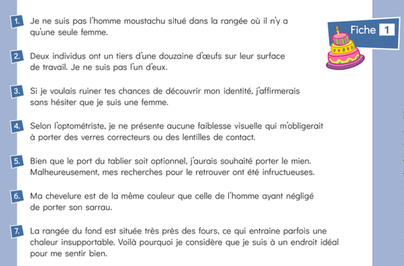 Fiche 1
1. Je ne suis pas l'homme moustachu situé dans la rangée où il n'y a
qu'une seule femme.
2. Deux individus ont un tiers d'une douzaine d'œufs sur leur surface
de travail. Je ne suis pas l'un d'eux.
3. Si je voulais ruiner tes chances de découvrir mon identité, j'affirmerais
sans hésiter que je suis une femme.
4. Selon l'optométriste, je ne présente aucune faiblesse visuelle qui m'obligerait
à porter des verres correcteurs ou des lentilles de contact.
5. Bien que le port du tablier soit optionnel, j'aurais souhaité porter le mien.
Malheureusement, mes recherches pour le retrouver ont été infructueuses.
6. Ma chevelure est de la même couleur que celle de l'homme ayant négligé
de porter son sarrau.
7. La rangée du fond est située très près des fours, ce qui entraine parfois une
chaleur insupportable. Voilà pourquoi je considère que je suis à un endroit idéal
pour me sentir bien.